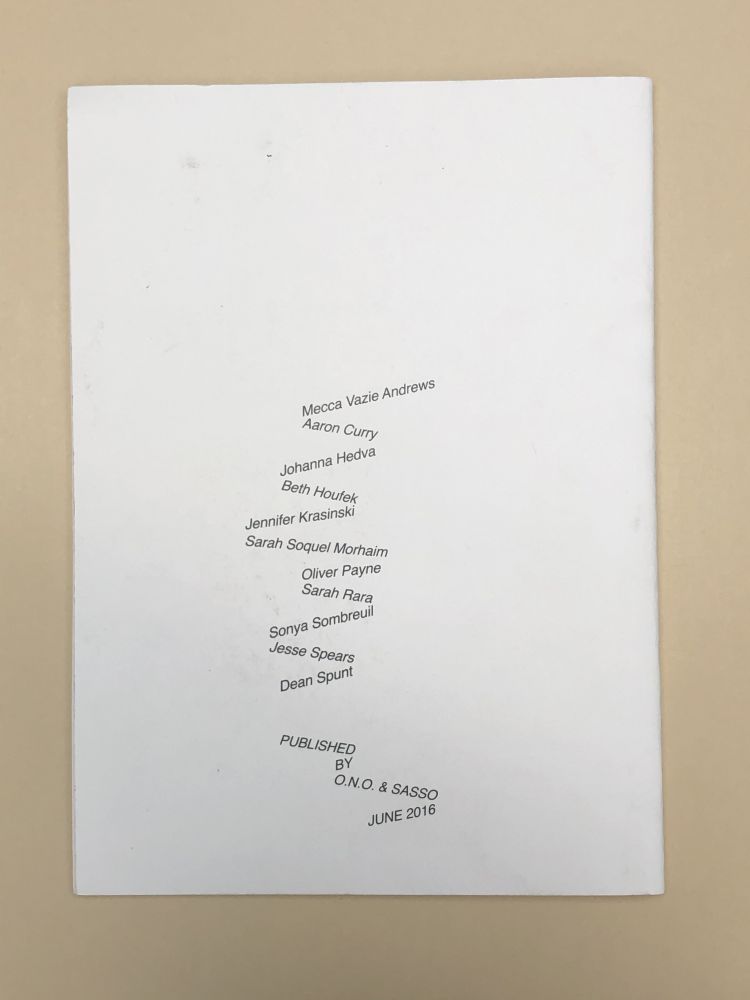 Mecca Vazie Andrews
Aaron Curry
Johanna Hedva
Beth Houfek
Jennifer Krasinski
Sarah Soquel Morhaim
Oliver Payne
Sarah Rara
Sonya Sombreuil
Jesse Spears
Dean Spunt
PUBLISHED
BY
O.N.O. & SASSO
JUNE 2016